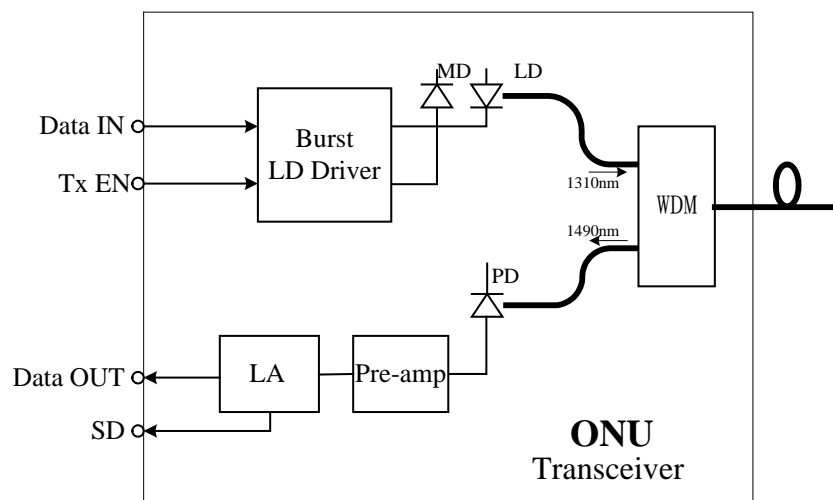 MD
LD
Data IN
Burst
LD Driver
Tx EN
1310nm
WDM
1490nm
PD
Data OUT
LA
Pre-amp
SD
ONU
Transceiver